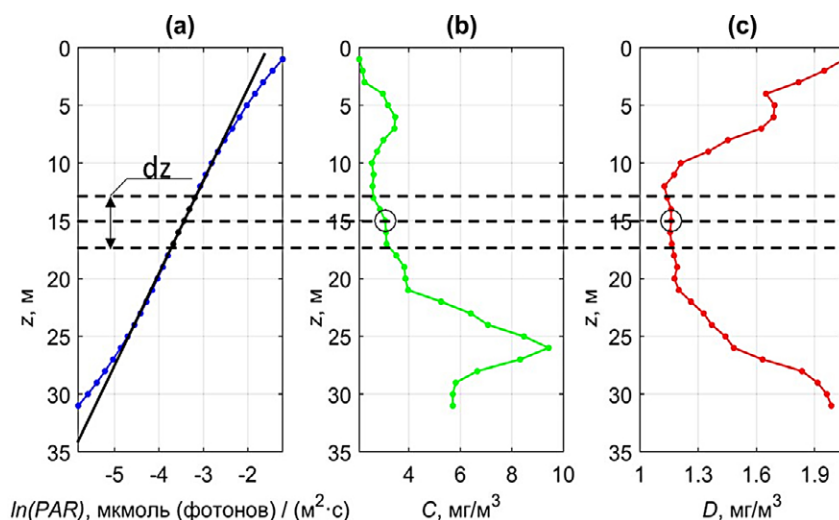 (a) (b) (c)
0 0 0
5 5 5
dz
10 10 10
15 15 15
20 20 20
25 25 25
30 30 30
35 35 35
z, м z, м z, м
-5 -4 -3 -2 4 6 8 10 1 1.3 1.6 1.9
ln(PAR), мкмоль (фотонов) / (м²·с) C, мг/м³ D, мг/м³